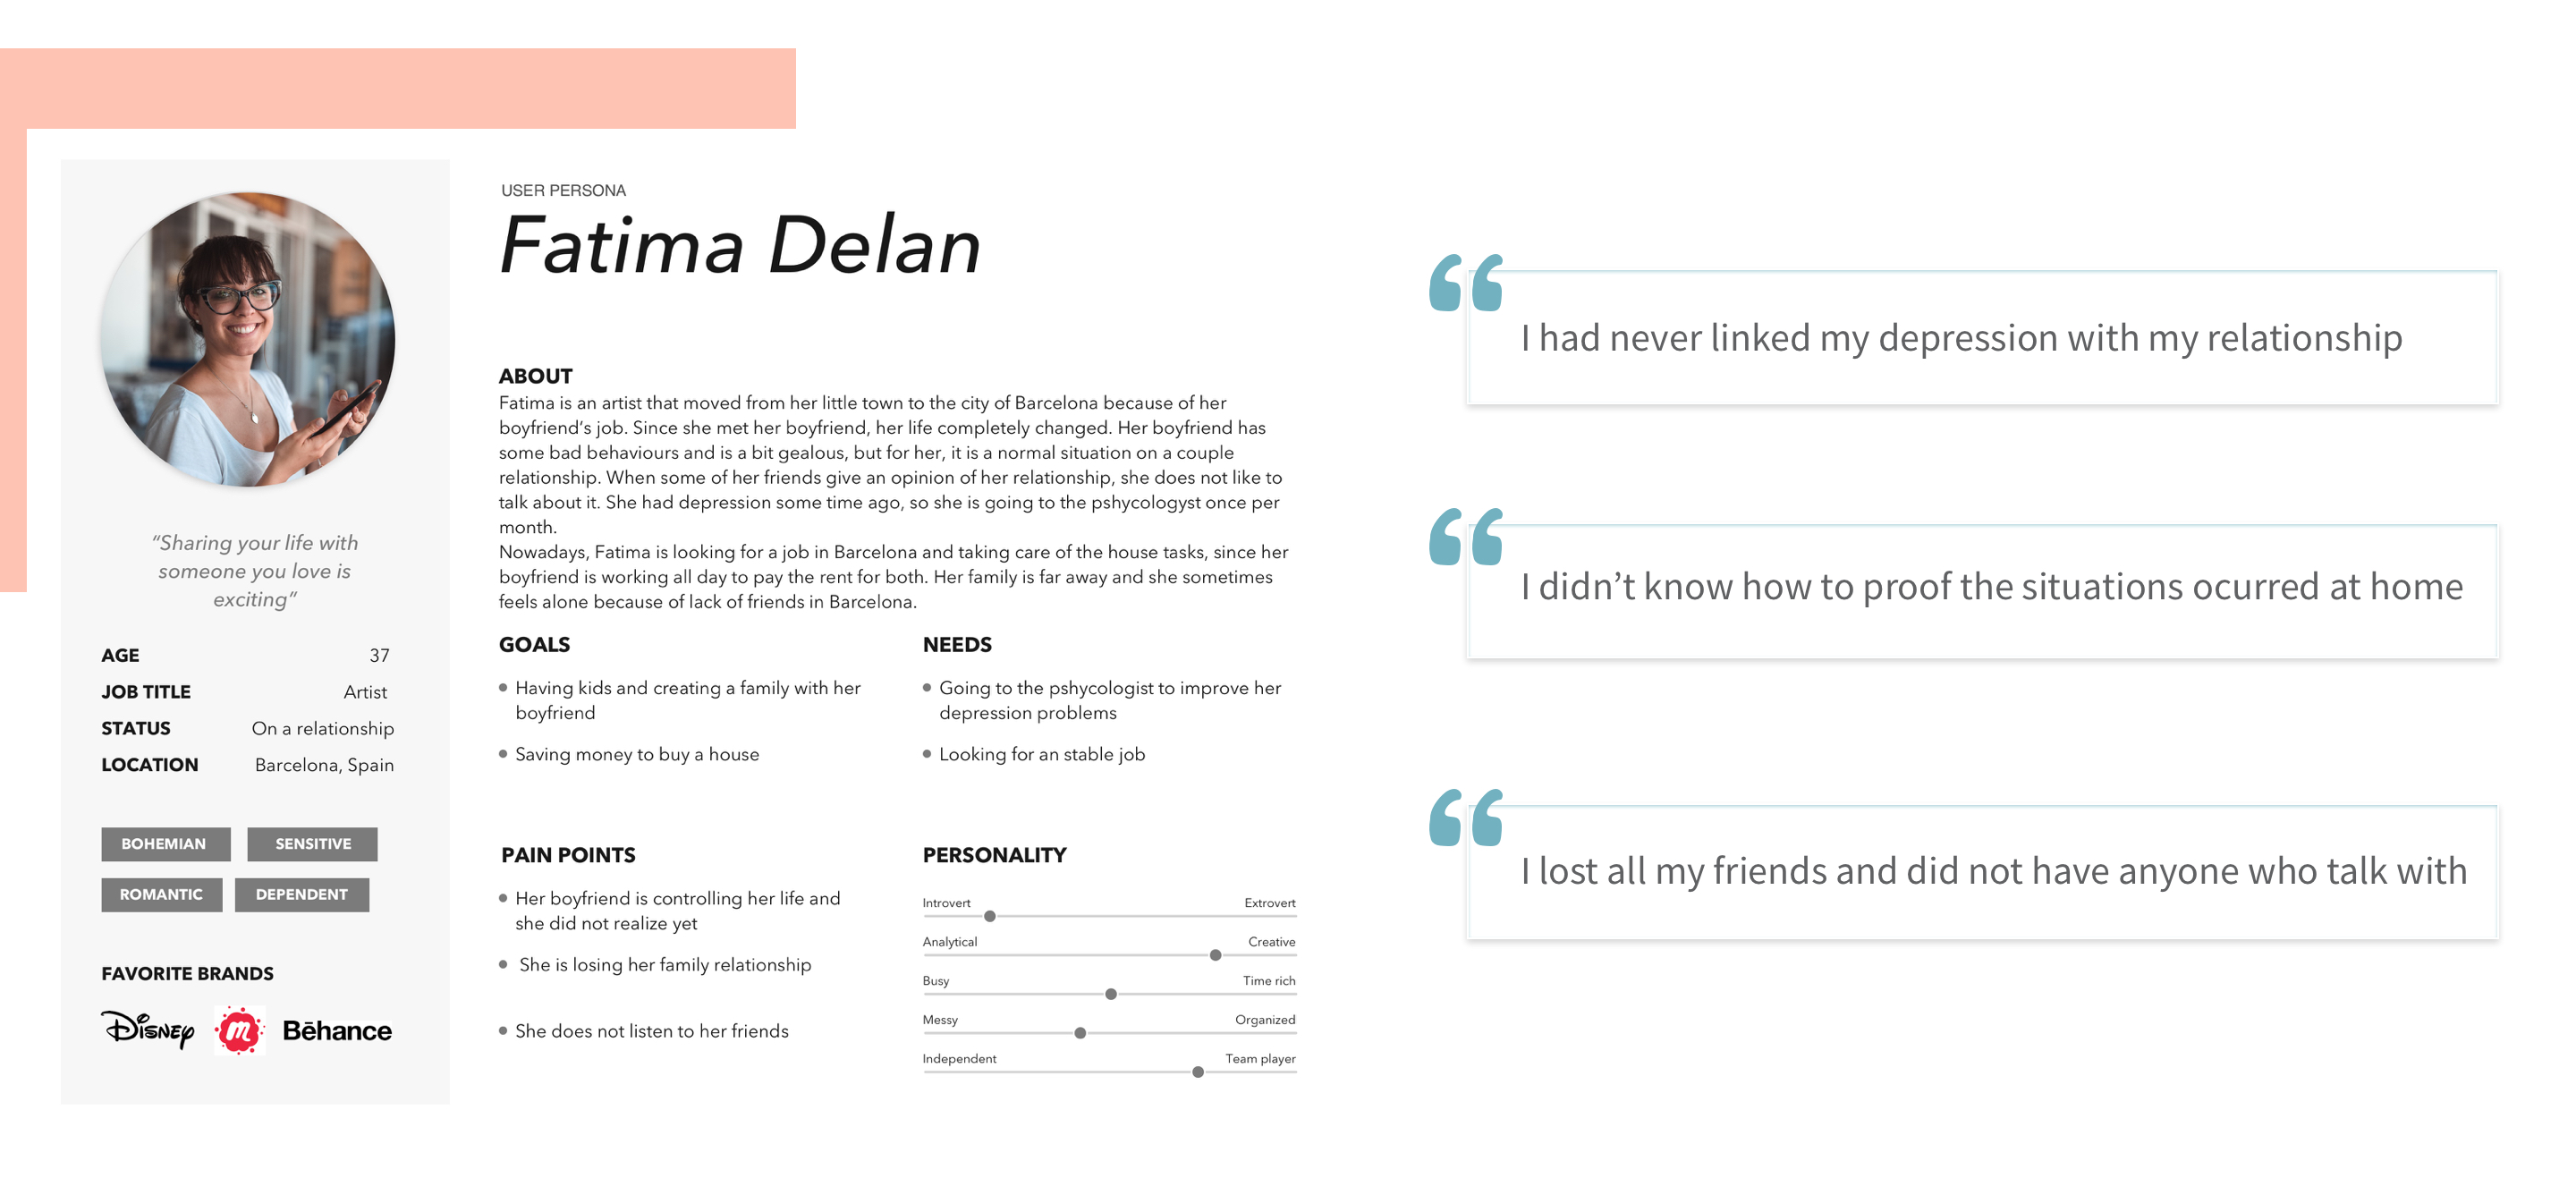 USER PERSONA
Fatima Delan
“Sharing your life with
someone you love is
exciting”
AGE 37
JOB TITLE Artist
STATUS On a relationship
LOCATION Barcelona, Spain
BOHEMIAN SENSITIVE
ROMANTIC DEPENDENT
FAVORITE BRANDS
Disney m Bēhance
ABOUT
Fatima is an artist that moved from her little town to the city of Barcelona because of her
boyfriend's job. Since she met her boyfriend, her life completely changed. Her boyfriend has
some bad behaviours and is a bit gealous, but for her, it is a normal situation on a couple
relationship. When some of her friends give an opinion of her relationship, she does not like to
talk about it. She had depression some time ago, so she is going to the pshycologyst once per
month.
Nowadays, Fatima is looking for a job in Barcelona and taking care of the house tasks, since her
boyfriend is working all day to pay the rent for both. Her family is far away and she sometimes
feels alone because of lack of friends in Barcelona.
GOALS
Having kids and creating a family with her
boyfriend
Saving money to buy a house
NEEDS
Going to the pshycologist to improve her
depression problems
Looking for an stable job
PAIN POINTS
Her boyfriend is controlling her life and
she did not realize yet
She is losing her family relationship
She does not listen to her friends
PERSONALITY
Introvert Extrovert
Analytical Creative
Busy Time rich
Messy Organized
Independent Team player
“ I had never linked my depression with my relationship
“ I didn’t know how to proof the situations ocurred at home
“ I lost all my friends and did not have anyone who talk with